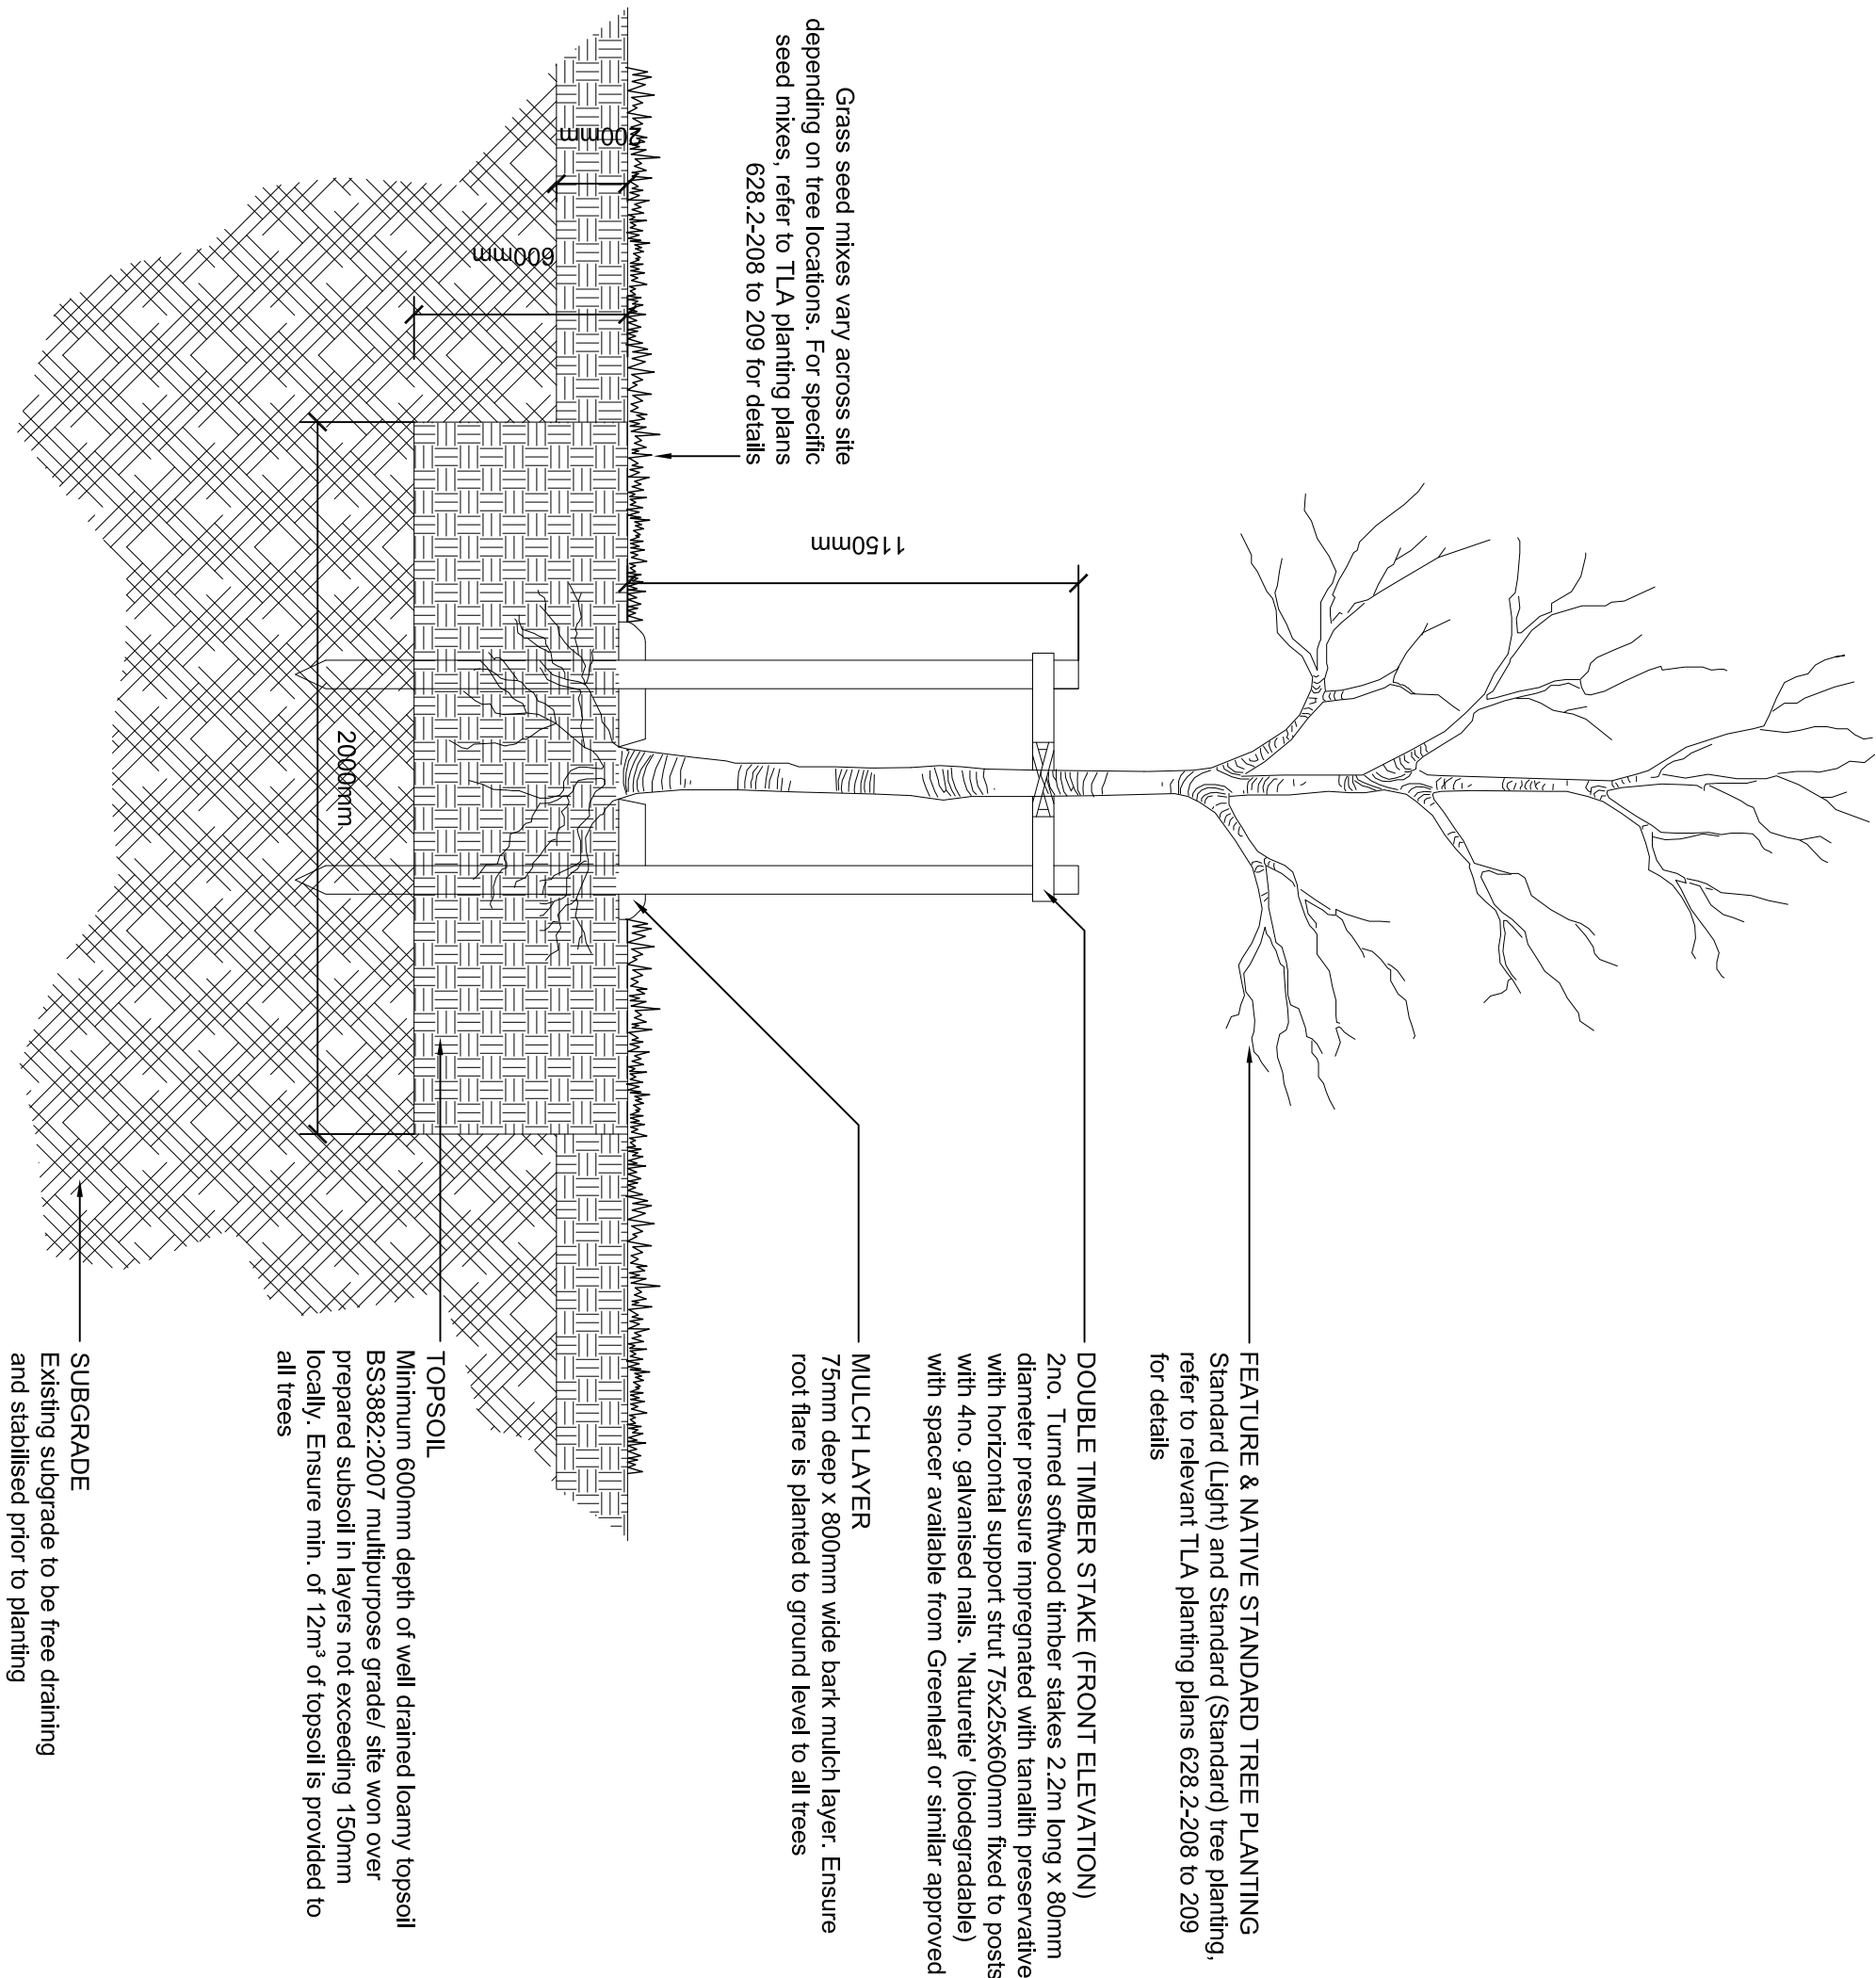 FEATURE & NATIVE STANDARD TREE PLANTING
Standard (Light) and Standard (Standard) tree planting,
refer to relevant TLA planting plans 628.2-208 to 209
for details
DOUBLE TIMBER STAKE (FRONT ELEVATION)
2no. Turned softwood timber stakes 2.2m long x 80mm
diameter pressure impregnated with tanalith preservative
with horizontal support strut 75x25x600mm fixed to posts
with 4no. galvanised nails. 'Naturetie' (biodegradable)
with spacer available from Greenleaf or similar approved
1150mm
Grass seed mixes vary across site
depending on tree locations. For specific
seed mixes, refer to TLA planting plans
628.2-208 to 209 for details
MULCH LAYER
75mm deep x 800mm wide bark mulch layer. Ensure
root flare is planted to ground level to all trees
200mm
600mm
2000mm
TOPSOIL
Minimum 600mm depth of well drained loamy topsoil
BS3882:2007 multipurpose grade/ site won over
prepared subsoil in layers not exceeding 150mm
locally. Ensure min. of 12m³ of topsoil is provided to
all trees
SUBGRADE
Existing subgrade to be free draining
and stabilised prior to planting